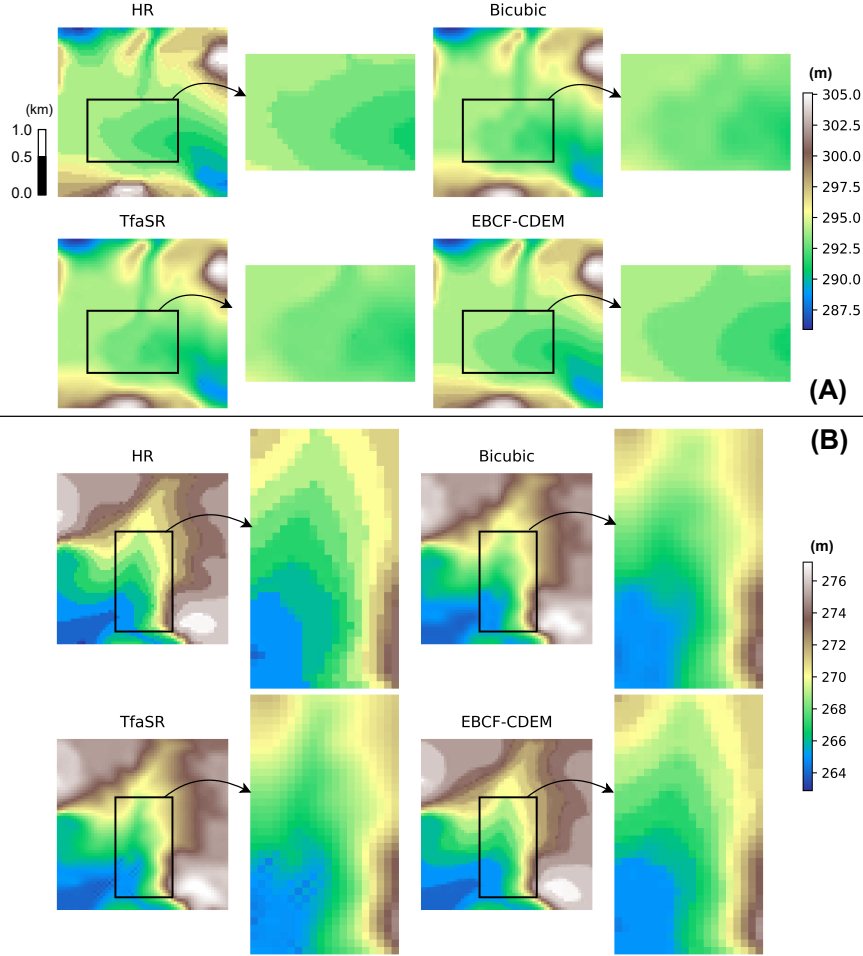 HR
Bicubic
(m)
305.0
302.5
300.0
297.5
295.0
292.5
290.0
287.5
(km)
1.0
0.5
0.0
TfaSR
EBCF-CDEM
(A)
(B)
HR
Bicubic
(m)
276
274
272
270
268
266
264
TfaSR
EBCF-CDEM